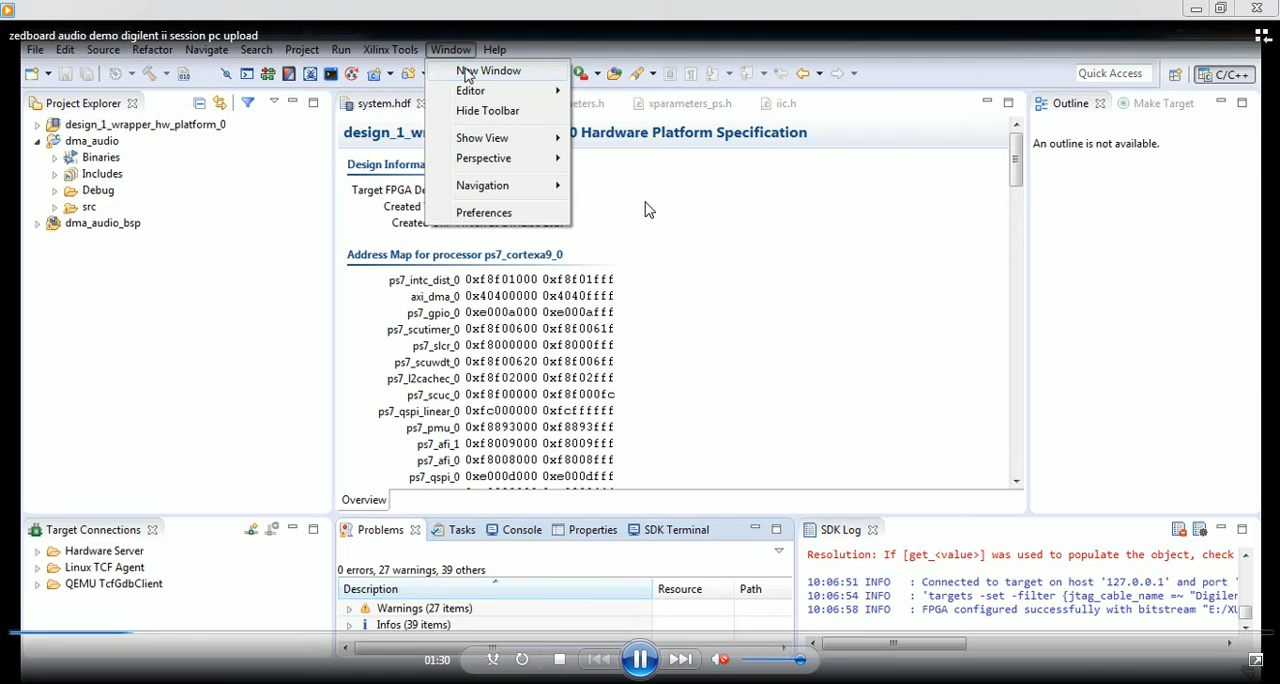 zedboard audio demo digilent ii session pc upload
File Edit Source Refactor Navigate Search Project Run Xilinx Tools Window Help
New Window
Editor
Hide Toolbar
Show View
Perspective
Navigation
Preferences
Quick Access
C/C++
Project Explorer
design_1_wrapper_hw_platform_0
dma_audio
Binaries
Includes
Debug
src
dma_audio_bsp
system.hdf
xparameters_ps.h
iic.h
0 Hardware Platform Specification
Design Informa
Target FPGA De
Created
Creat
Address Map for processor ps7_cortexa9_0
ps7_intc_dist_0 0xf8f01000 0xf8f01fff
axi_dma_0 0x40400000 0x4040ffff
ps7_gpio_0 0xe000a000 0xe000afff
ps7_scutimer_0 0xf8f00600 0xf8f0061f
ps7_slcr_0 0xf8000000 0xf8000fff
ps7_scuwdt_0 0xf8f00620 0xf8f006ff
ps7_l2cachec_0 0xf8f02000 0xf8f02fff
ps7_scuc_0 0xf8f00000 0xf8f000fc
ps7_qspi_linear_0 0xfc000000 0xfcffffff
ps7_pmu_0 0xf8893000 0xf8893fff
ps7_afi_1 0xf8009000 0xf8009fff
ps7_afi_0 0xf8008000 0xf8008fff
ps7_qspi_0 0xe000d000 0xe000dfff
Overview
Outline
Make Target
An outline is not available.
Target Connections
Hardware Server
Linux TCF Agent
QEMU TcfGdbClient
Problems Tasks Console Properties SDK Terminal
0 errors, 27 warnings, 39 others
Description Resource Path
Warnings (27 items)
Infos (39 items)
SDK Log
Resolution: If [get_<value>] was used to populate the object, check
10:06:51 INFO : Connected to target on host '127.0.0.1' and port '
10:06:54 INFO : 'targets -set -filter {jtag_cable_name =~ "Digiler
10:06:58 INFO : FPGA configured successfully with bitstream "E:/XU
01:30